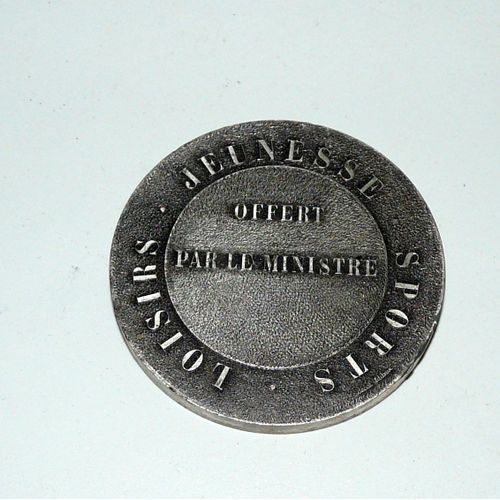 JEUNESSE · SPORTS · LOISIRS ·
OFFERT
PAR LE MINISTRE